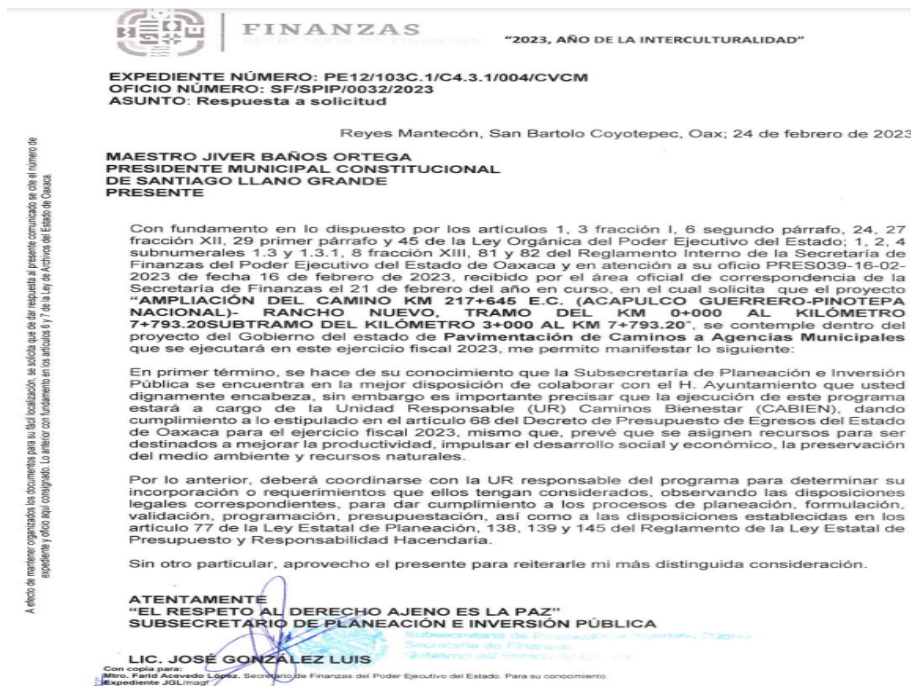 FINANZAS
SECRETARÍA DE FINANZAS
"2023, AÑO DE LA INTERCULTURALIDAD"
EXPEDIENTE NÚMERO: PE12/103C.1/C4.3.1/004/CVCM
OFICIO NÚMERO: SF/SPIP/0032/2023
ASUNTO: Respuesta a solicitud
Reyes Mantecón, San Bartolo Coyotepec, Oax; 24 de febrero de 2023
MAESTRO JIVER BAÑOS ORTEGA
PRESIDENTE MUNICIPAL CONSTITUCIONAL
DE SANTIAGO LLANO GRANDE
PRESENTE
Con fundamento en lo dispuesto por los artículos 1, 3 fracción I, 6 segundo párrafo, 24, 27
fracción XII, 29 primer párrafo y 45 de la Ley Orgánica del Poder Ejecutivo del Estado; 1, 2, 4
subnumerales 1.3 y 1.3.1, 8 fracción XIII, 81 y 82 del Reglamento Interno de la Secretaría de
Finanzas del Poder Ejecutivo del Estado de Oaxaca y en atención a su oficio PRES039-16-02-
2023 de fecha 16 de febrero de 2023, recibido por el área oficial de correspondencia de la
Secretaría de Finanzas el 21 de febrero del año en curso, en el cual solicita que el proyecto
"AMPLIACIÓN DEL CAMINO KM 217+645 E.C. (ACAPULCO GUERRERO-PINOTEPA
NACIONAL)- RANCHO NUEVO, TRAMO DEL KM 0+000 AL KILÓMETRO
7+793.20SUBTRAMO DEL KILÓMETRO 3+000 AL KM 7+793.20", se contemple dentro del
proyecto del Gobierno del estado de Pavimentación de Caminos a Agencias Municipales
que se ejecutará en este ejercicio fiscal 2023, me permito manifestar lo siguiente:
En primer término, se hace de su conocimiento que la Subsecretaría de Planeación e Inversión
Pública se encuentra en la mejor disposición de colaborar con el H. Ayuntamiento que usted
dignamente encabeza, sin embargo es importante precisar que la ejecución de este programa
estará a cargo de la Unidad Responsable (UR) Caminos Bienestar (CABIEN), dando
cumplimiento a lo estipulado en el artículo 68 del Decreto de Presupuesto de Egresos del Estado
de Oaxaca para el ejercicio fiscal 2023, mismo que, prevé que se asignen recursos para ser
destinados a mejorar la productividad, impulsar el desarrollo social y económico, la preservación
del medio ambiente y recursos naturales.
Por lo anterior, deberá coordinarse con la UR responsable del programa para determinar su
incorporación o requerimientos que ellos tengan considerados, observando las disposiciones
legales correspondientes, para dar cumplimiento a los procesos de planeación, formulación,
validación, programación, presupuestación, así como a las disposiciones establecidas en los
artículo 77 de la Ley Estatal de Planeación, 138, 139 y 145 del Reglamento de la Ley Estatal de
Presupuesto y Responsabilidad Hacendaria.
Sin otro particular, aprovecho el presente para reiterarle mi más distinguida consideración.
ATENTAMENTE
"EL RESPETO AL DERECHO AJENO ES LA PAZ"
SUBSECRETARIO DE PLANEACIÓN E INVERSIÓN PÚBLICA
Subsecretaría de Planeación e Inversión Pública
Secretaría de Finanzas
Gobierno del Estado de Oaxaca
LIC. JOSÉ GONZÁLEZ LUIS
Con copia para:
Mtro. Farid Acevedo López. Secretario de Finanzas del Poder Ejecutivo del Estado. Para su conocimiento.
Expediente JGL/magf
A efecto de mantener organizados los documentos para su fácil localización, se solicita que de dar respuesta al presente comunicado se cite el número de
expediente y oficio aquí consignado. Lo anterior con fundamento en los artículos 6 y 7 de la Ley de Archivos del Estado de Oaxaca.